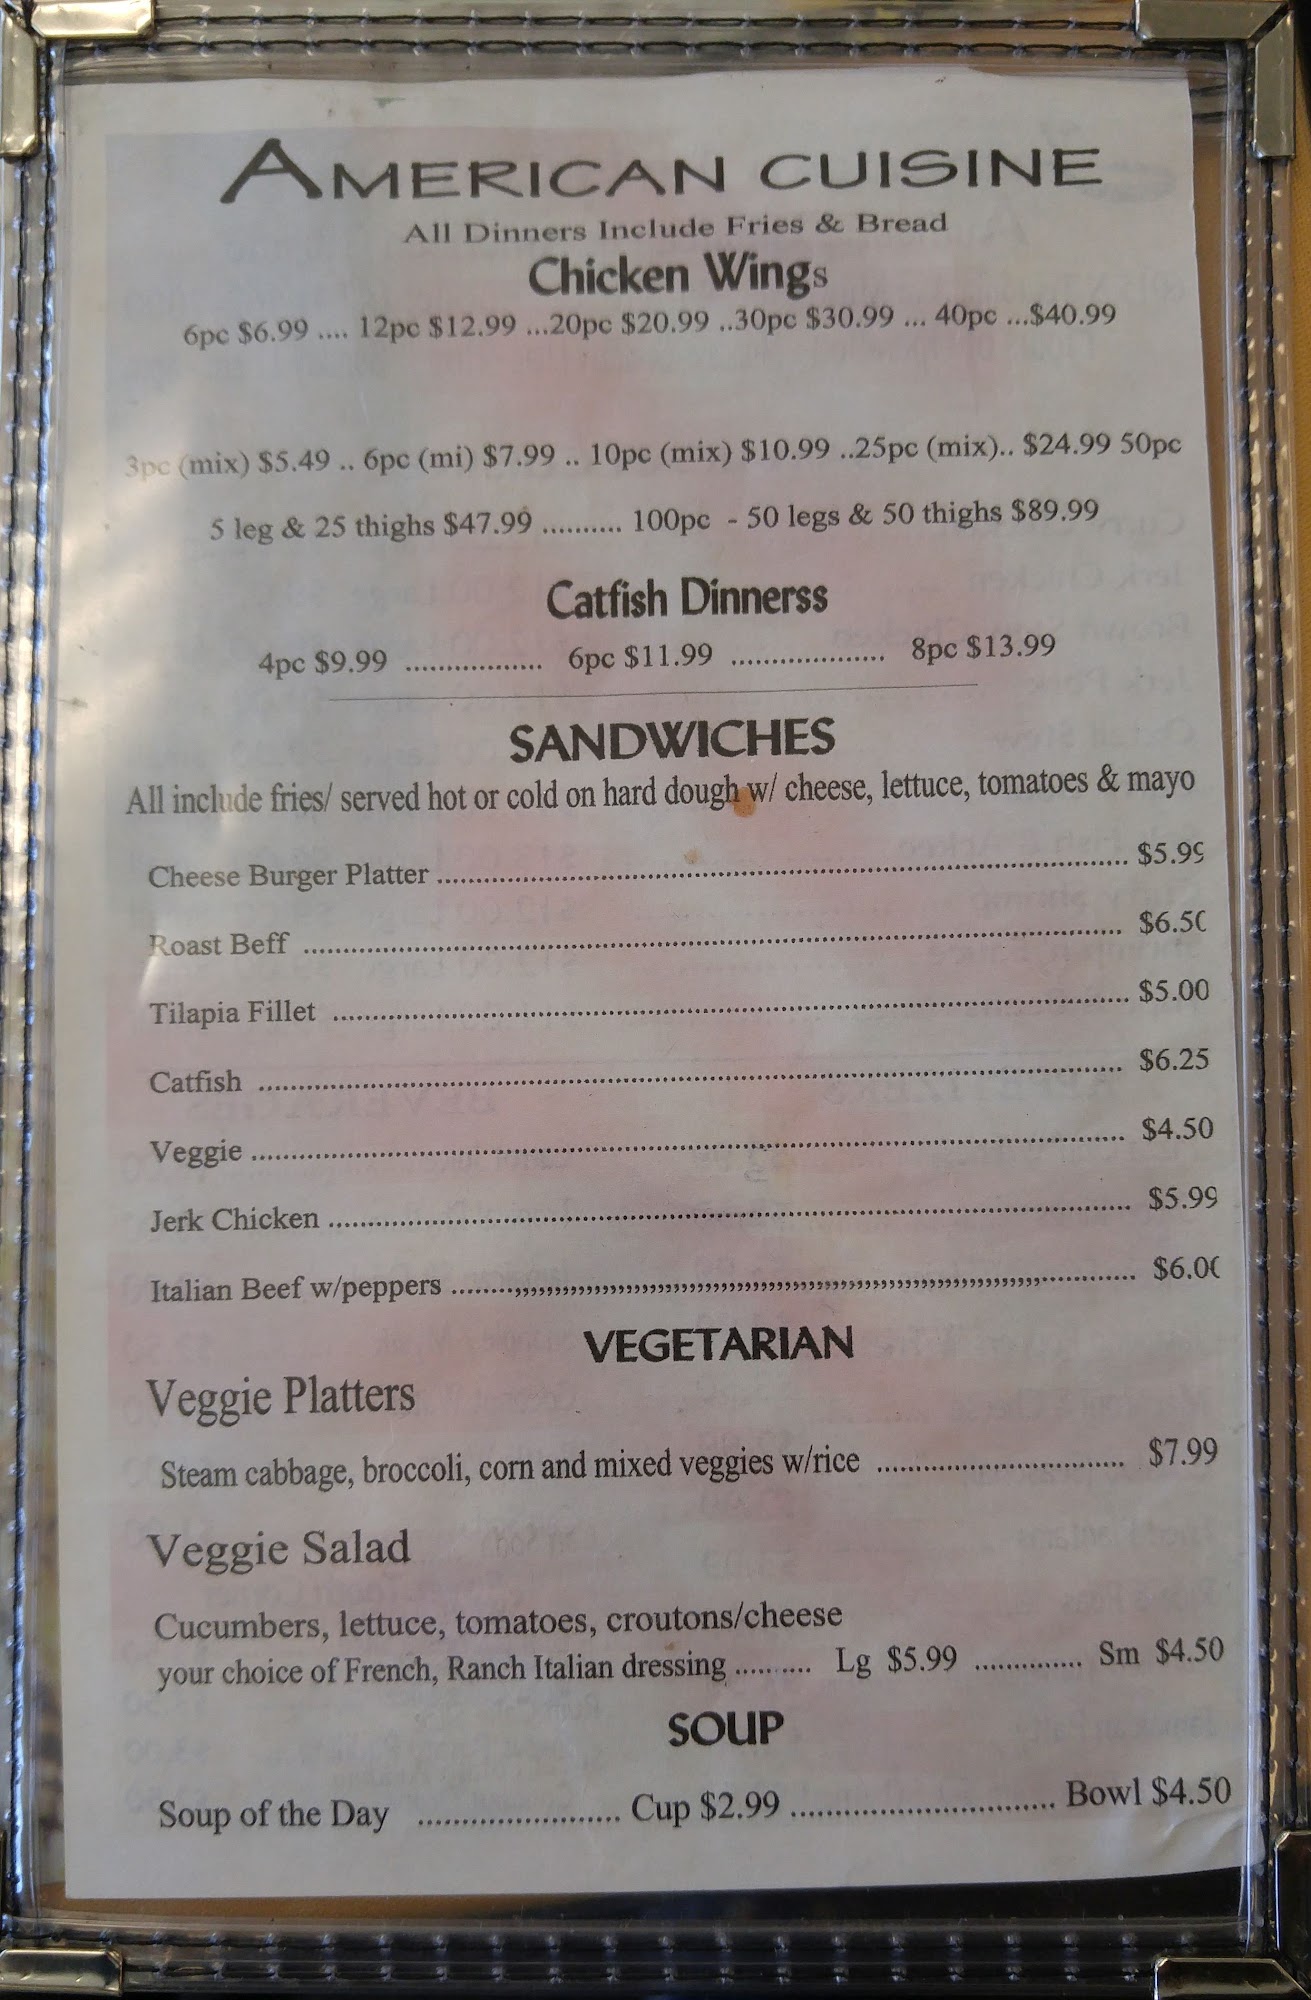 AMERICAN CUISINE
All Dinners Include Fries & Bread
Chicken Wings
6pc $6.99 .... 12pc $12.99 ...20pc $20.99 ..30pc $30.99 ... 40pc ...$40.99
3pc (mix) $5.49 .. 6pc (mi) $7.99 .. 10pc (mix) $10.99 ..25pc (mix).. $24.99 50pc
5 leg & 25 thighs $47.99 .......... 100pc - 50 legs & 50 thighs $89.99
Catfish Dinnerss
4pc $9.99 ................. 6pc $11.99 ................... 8pc $13.99
SANDWICHES
All include fries/ served hot or cold on hard dough w/ cheese, lettuce, tomatoes & mayo
Cheese Burger Platter ........................................ $5.99
Roast Beff ........................................ $6.50
Tilapia Fillet ........................................ $5.00
Catfish ........................................ $6.25
Veggie ........................................ $4.50
Jerk Chicken ........................................ $5.99
Italian Beef w/peppers ........,,,,,,,,,,,,,,,,,,,,,,,,,,,,,,............ $6.00
VEGETARIAN
Veggie Platters
Steam cabbage, broccoli, corn and mixed veggies w/rice ............................... $7.99
Veggie Salad
Cucumbers, lettuce, tomatoes, croutons/cheese
your choice of French, Ranch Italian dressing .......... Lg $5.99 .............. Sm $4.50
SOUP
Soup of the Day ....................... Cup $2.99 .............................. Bowl $4.50